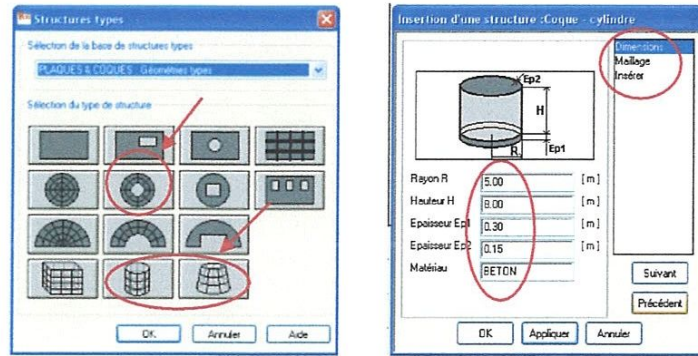 Structures types
Sélection de la base de structures types
PLAQUES & COQUES : Géométries types
Sélection du type de structure
OK
Annuler
Aide
Insertion d'une structure :Coque - cylindre
Dimensions
Maillage
Insérer
Ep2
H
R
Ep1
Rayon R 5.00 [m]
Hauteur H 8.00 [m]
Epaisseur Ep1 0.30 [m]
Epaisseur Ep2 0.15 [m]
Matériau BETON
Suivant
Précédent
OK
Appliquer
Annuler